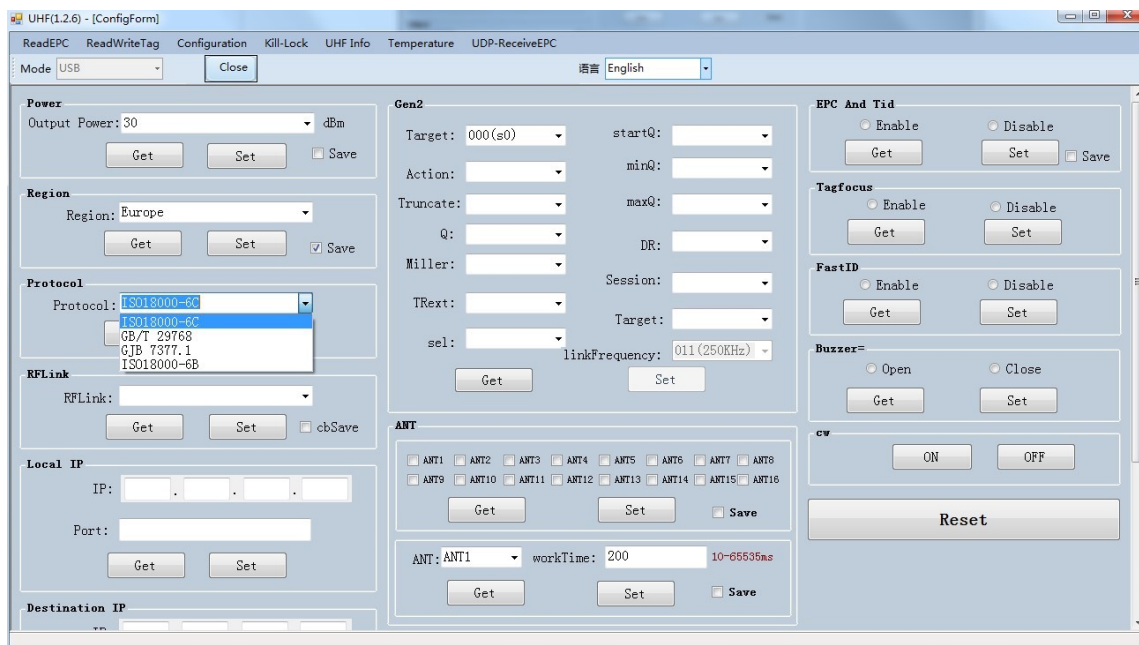 UHF(1.2.6) - [ConfigForm]
ReadEPC ReadWriteTag Configuration Kill-Lock UHF Info Temperature UDP-ReceiveEPC
Mode USB Close 语言 English
Power
Output Power: 30 dBm
Get Set Save
Region
Region: Europe
Get Set Save
Protocol
Protocol: ISO18000-6C
ISO18000-6C
GB/T 29768
GJB 7377.1
ISO18000-6B
RFLink
RFLink:
Get Set cbSave
Local IP
IP: . . .
Port:
Get Set
Destination IP
Gen2
Target: 000(s0) startQ:
Action: minQ:
Truncate: maxQ:
Q: DR:
Miller: Session:
TRext: Target:
sel: linkFrequency: 011(250KHz)
Get Set
ANT
ANT1 ANT2 ANT3 ANT4 ANT5 ANT6 ANT7 ANT8
ANT9 ANT10 ANT11 ANT12 ANT13 ANT14 ANT15 ANT16
Get Set Save
ANT: ANT1 workTime: 200 10-65535ms
Get Set Save
EPC And Tid
Enable Disable
Get Set Save
Tagfocus
Enable Disable
Get Set
FastID
Enable Disable
Get Set
Buzzer=
Open Close
Get Set
cw
ON OFF
Reset